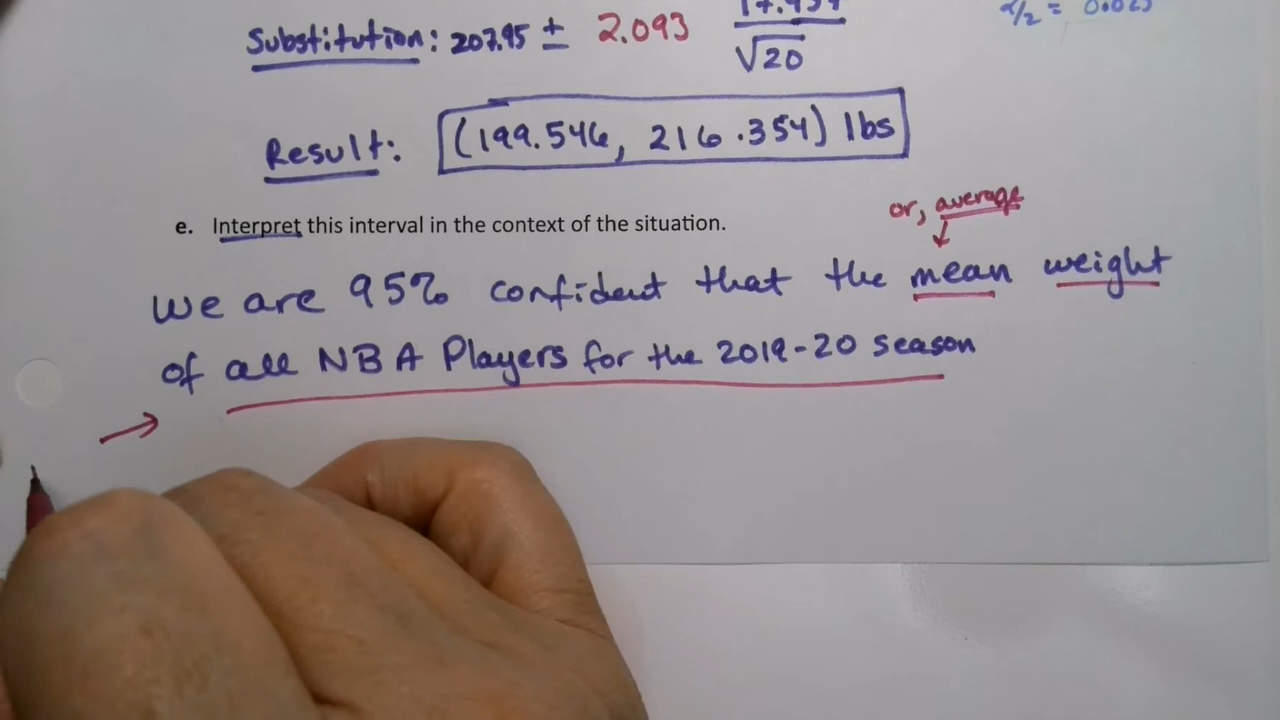 Substitution: 207.95 ± 2.093
√20
α/2 = 0.025
Result: (199.546, 216.354) lbs
e. Interpret this interval in the context of the situation.
or, average
We are 95% confident that the mean weight
of all NBA Players for the 2019-20 season